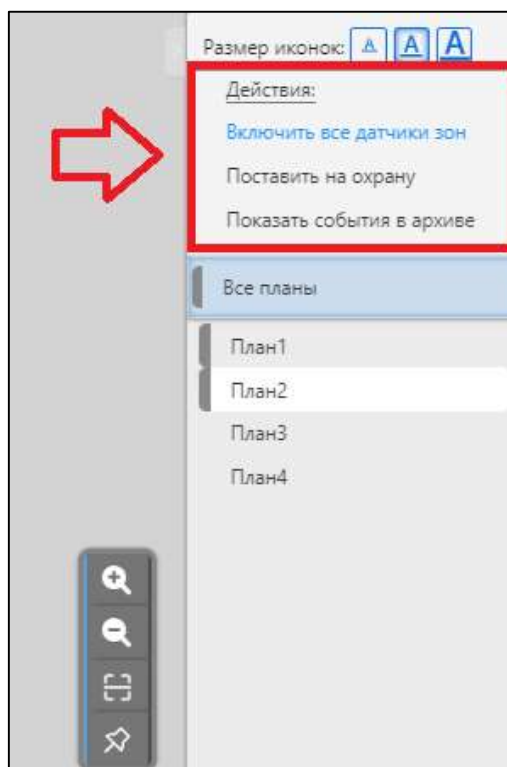 Размер иконок: A A A
Действия:
Включить все датчики зон
Поставить на охрану
Показать события в архиве
Все планы
План1
План2
План3
План4